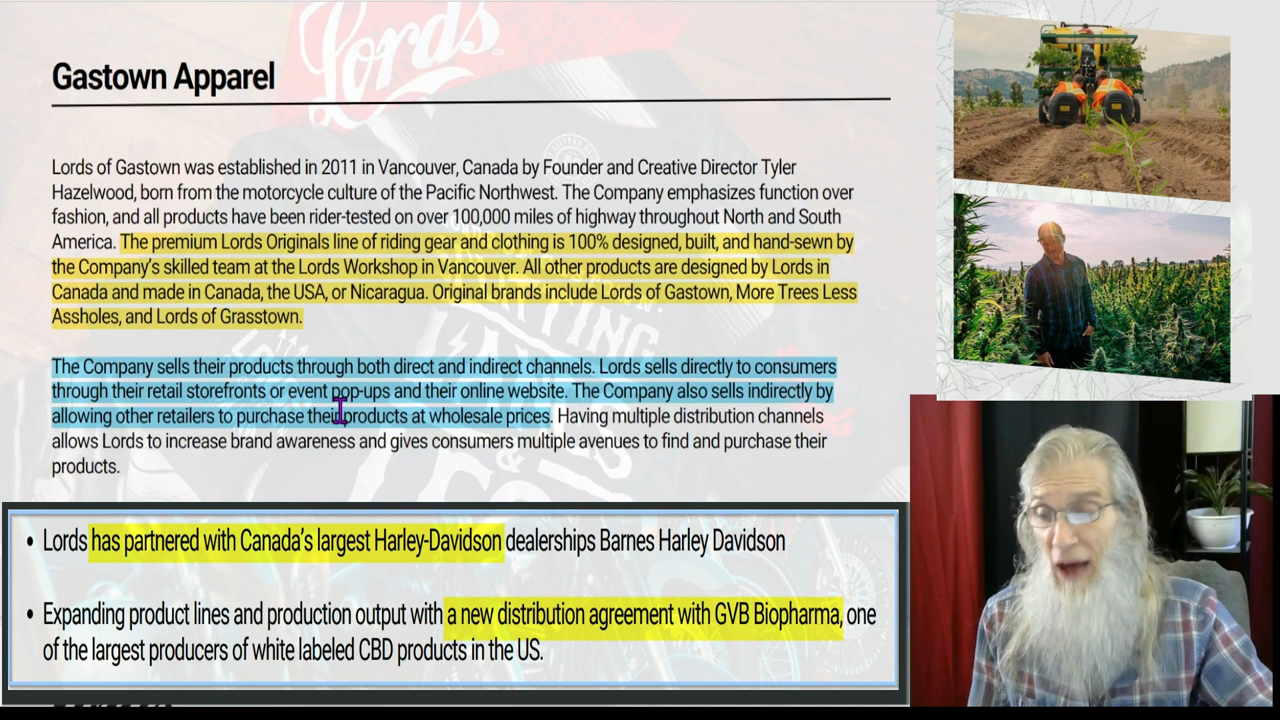 Lords
Gastown Apparel
Lords of Gastown was established in 2011 in Vancouver, Canada by Founder and Creative Director Tyler
Hazelwood, born from the motorcycle culture of the Pacific Northwest. The Company emphasizes function over
fashion, and all products have been rider-tested on over 100,000 miles of highway throughout North and South
America. The premium Lords Originals line of riding gear and clothing is 100% designed, built, and hand-sewn by
the Company's skilled team at the Lords Workshop in Vancouver. All other products are designed by Lords in
Canada and made in Canada, the USA, or Nicaragua. Original brands include Lords of Gastown, More Trees Less
Assholes, and Lords of Grasstown.
The Company sells their products through both direct and indirect channels. Lords sells directly to consumers
through their retail storefronts or event pop-ups and their online website. The Company also sells indirectly by
allowing other retailers to purchase their products at wholesale prices. Having multiple distribution channels
allows Lords to increase brand awareness and gives consumers multiple avenues to find and purchase their
products.
• Lords has partnered with Canada's largest Harley-Davidson dealerships Barnes Harley Davidson
• Expanding product lines and production output with a new distribution agreement with GVB Biopharma, one
of the largest producers of white labeled CBD products in the US.